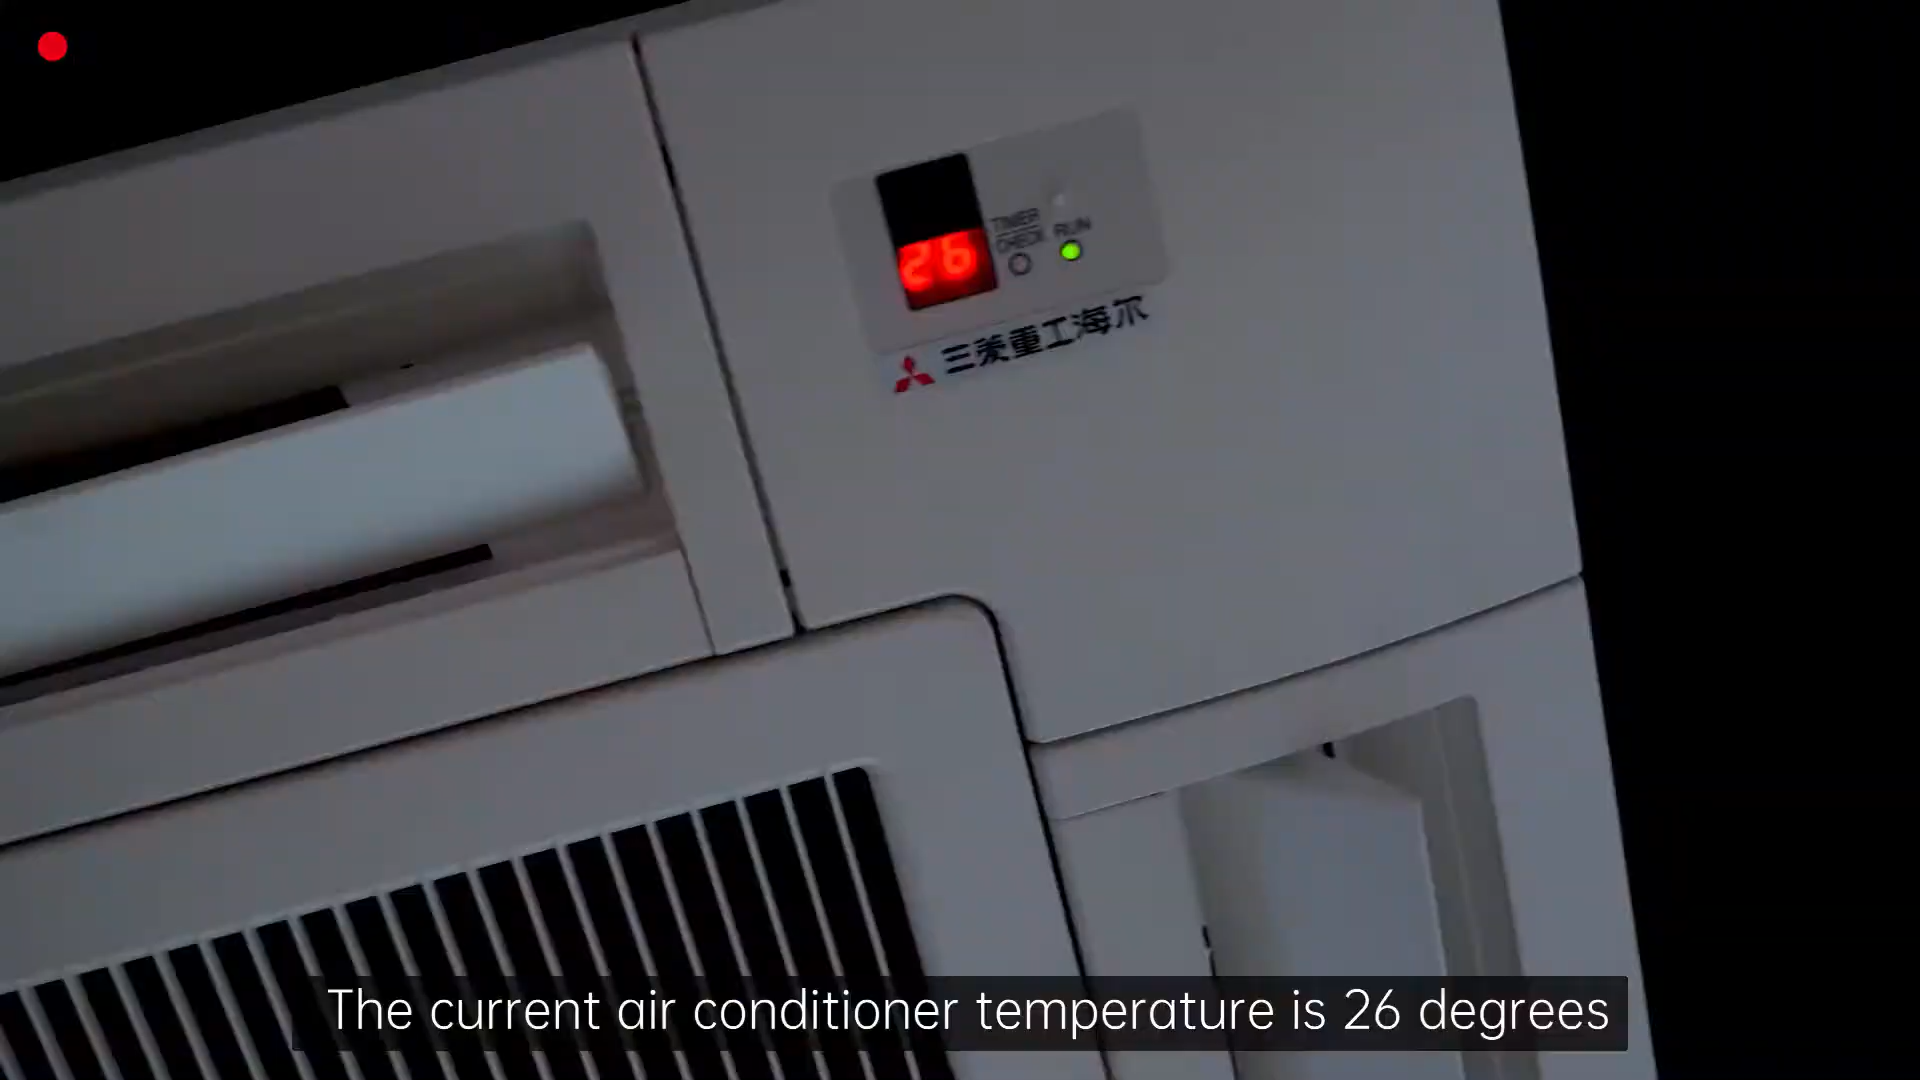 26
TIMER
CHECK
RUN
三菱重工海尔
The current air conditioner temperature is 26 degrees